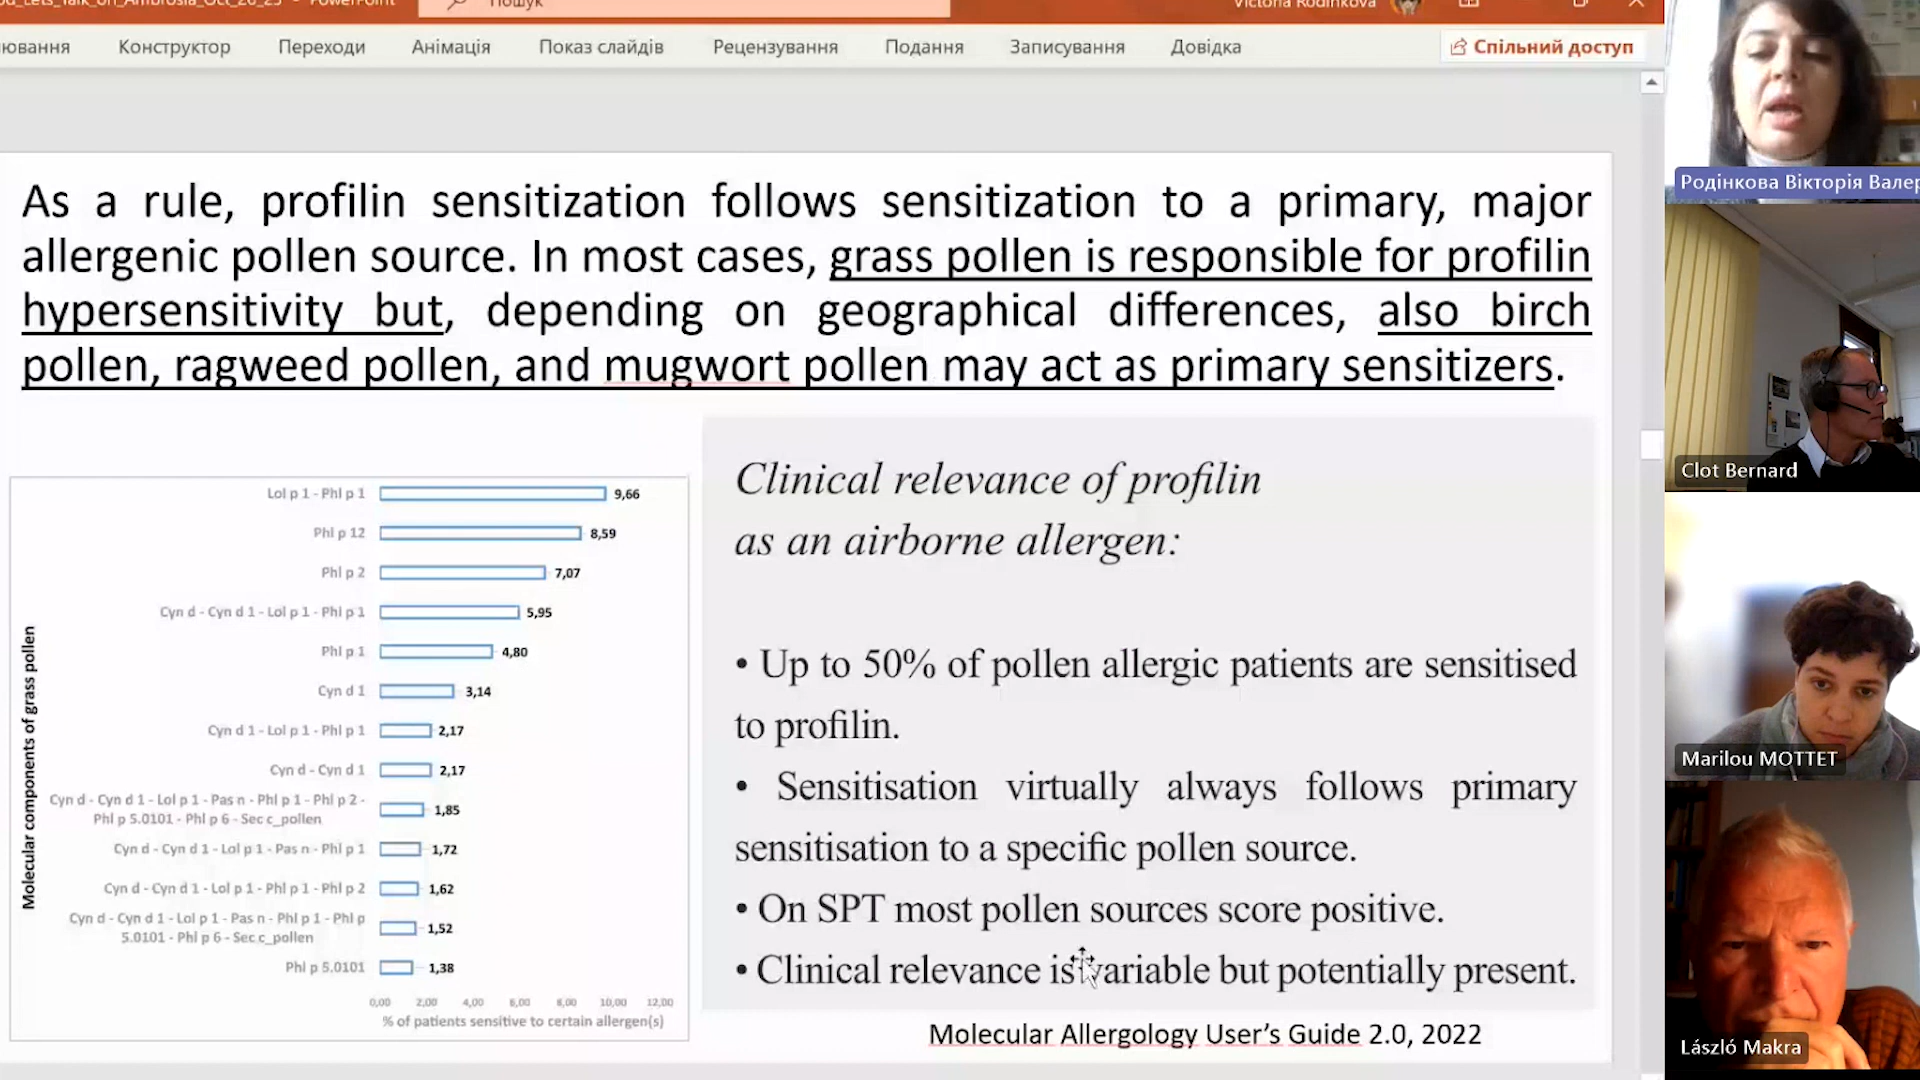 Lets_Talk_on_Ambrosia_Oct_26_23 - PowerPoint
Пошук
Victoria Rodinkova
Конструктор
Переходи
Анімація
Показ слайдів
Рецензування
Подання
Записування
Довідка
Спільний доступ
As a rule, profilin sensitization follows sensitization to a primary, major
allergenic pollen source. In most cases, grass pollen is responsible for profilin
hypersensitivity but, depending on geographical differences, also birch
pollen, ragweed pollen, and mugwort pollen may act as primary sensitizers.
Molecular components of grass pollen
Lol p 1 - Phl p 1 9,66
Phl p 12 8,59
Phl p 2 7,07
Cyn d - Cyn d 1 - Lol p 1 - Phl p 1 5,95
Phl p 1 4,80
Cyn d 1 3,14
Cyn d 1 - Lol p 1 - Phl p 1 2,17
Cyn d - Cyn d 1 2,17
Cyn d - Cyn d 1 - Lol p 1 - Pas n - Phl p 1 - Phl p 2 -
Phl p 5.0101 - Phl p 6 - Sec c_pollen 1,85
Cyn d - Cyn d 1 - Lol p 1 - Pas n - Phl p 1 1,72
Cyn d - Cyn d 1 - Lol p 1 - Phl p 1 - Phl p 2 1,62
Cyn d - Cyn d 1 - Lol p 1 - Pas n - Phl p 1 - Phl p
5.0101 - Phl p 6 - Sec c_pollen 1,52
Phl p 5.0101 1,38
0,00 2,00 4,00 6,00 8,00 10,00 12,00
% of patients sensitive to certain allergen(s)
Clinical relevance of profilin
as an airborne allergen:
• Up to 50% of pollen allergic patients are sensitised
to profilin.
• Sensitisation virtually always follows primary
sensitisation to a specific pollen source.
• On SPT most pollen sources score positive.
• Clinical relevance is variable but potentially present.
Molecular Allergology User's Guide 2.0, 2022
Родінкова Вікторія Валер
Clot Bernard
Marilou MOTTET
László Makra